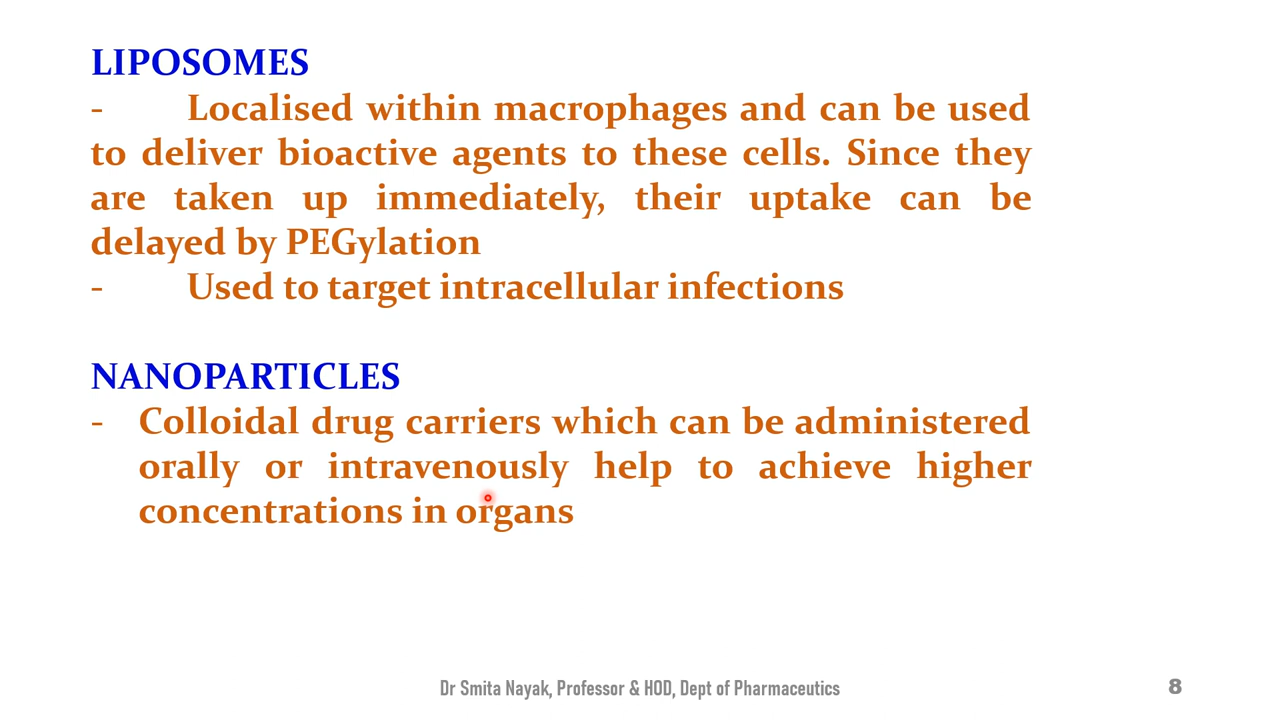 LIPOSOMES
- Localised within macrophages and can be used
to deliver bioactive agents to these cells. Since they
are taken up immediately, their uptake can be
delayed by PEGylation
- Used to target intracellular infections
NANOPARTICLES
- Colloidal drug carriers which can be administered
orally or intravenously help to achieve higher
concentrations in organs
Dr Smita Nayak, Professor & HOD, Dept of Pharmaceutics
8